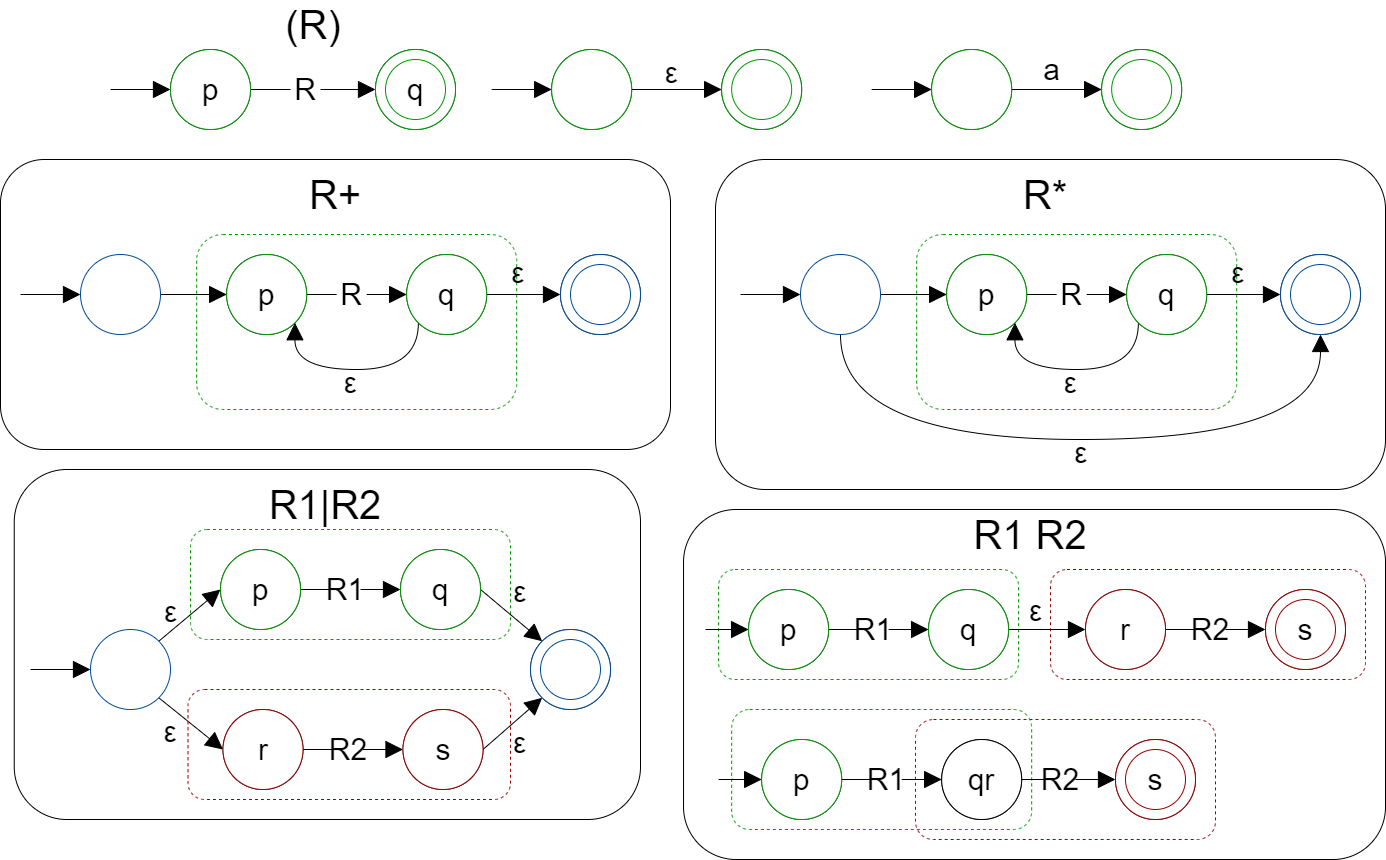 (R)
p R q ε a
R+
p R q ε
ε
R*
p R q ε
ε
ε
R1|R2
p R1 q
ε ε
r R2 s
ε ε
R1 R2
p R1 q ε r R2 s
p R1 qr R2 s